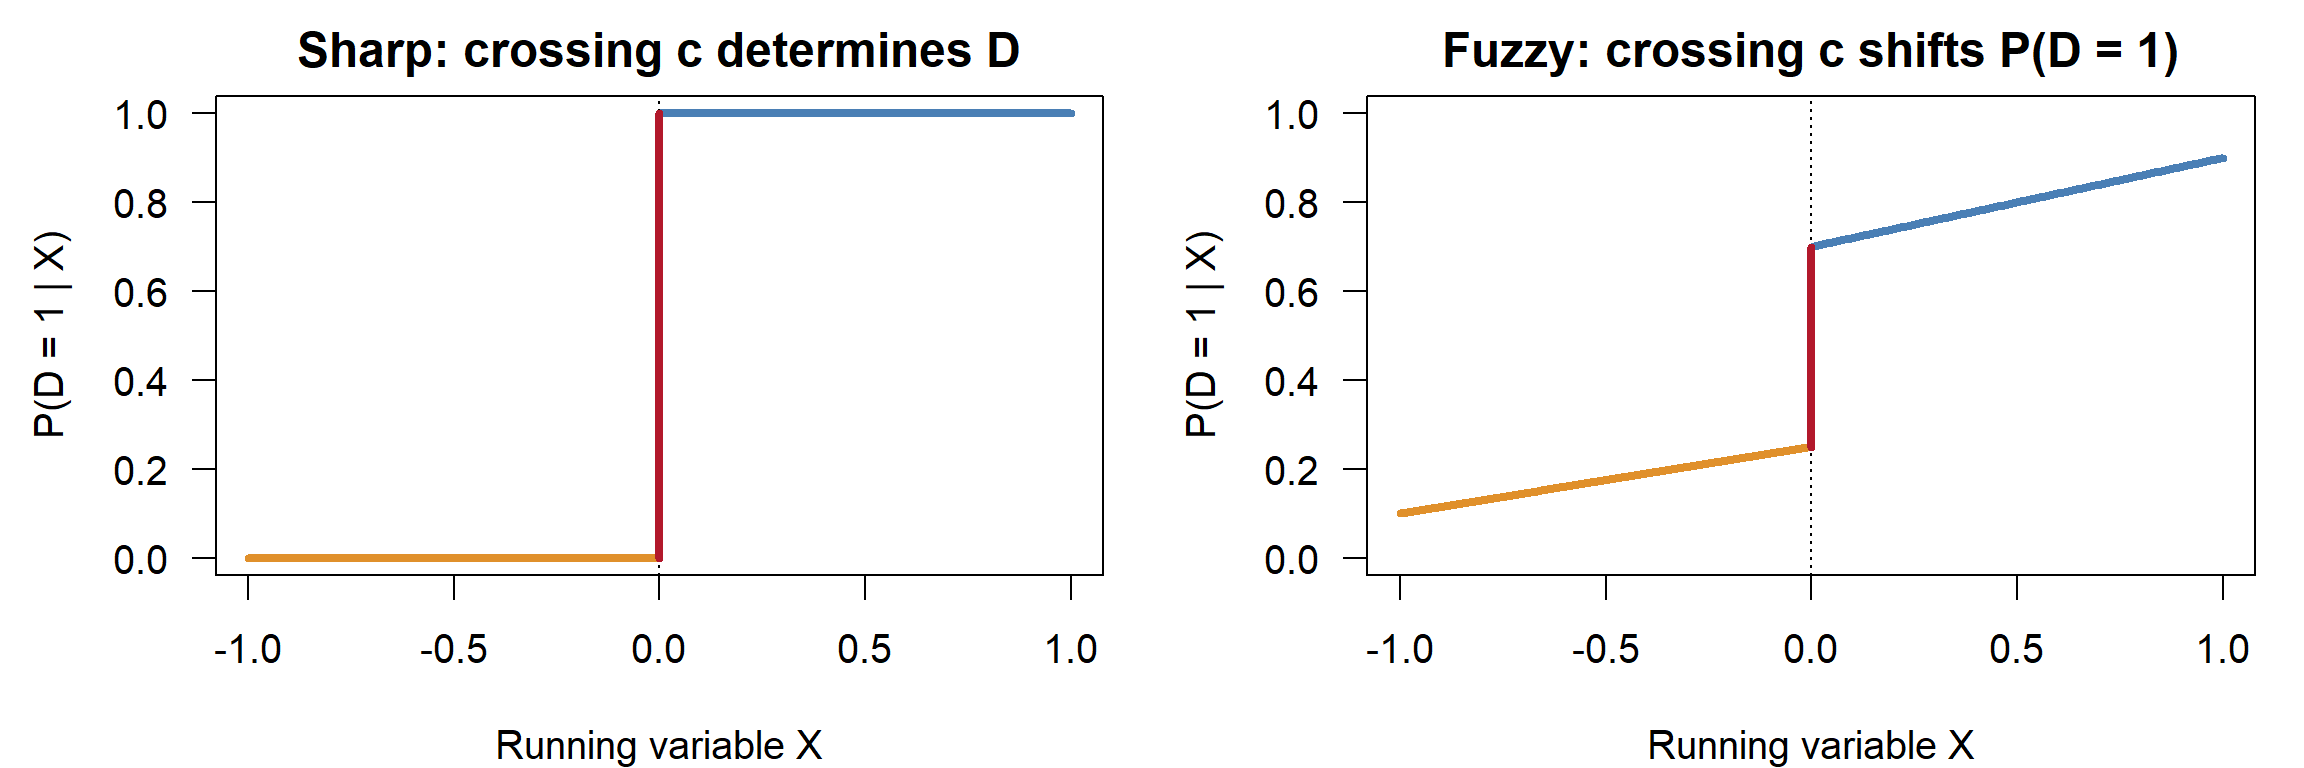 Sharp: crossing c determines D
1.0
0.8
0.6
0.4
0.2
0.0
P(D = 1 | X)
-1.0 -0.5 0.0 0.5 1.0
Running variable X
Fuzzy: crossing c shifts P(D = 1)
1.0
0.8
0.6
0.4
0.2
0.0
P(D = 1 | X)
-1.0 -0.5 0.0 0.5 1.0
Running variable X